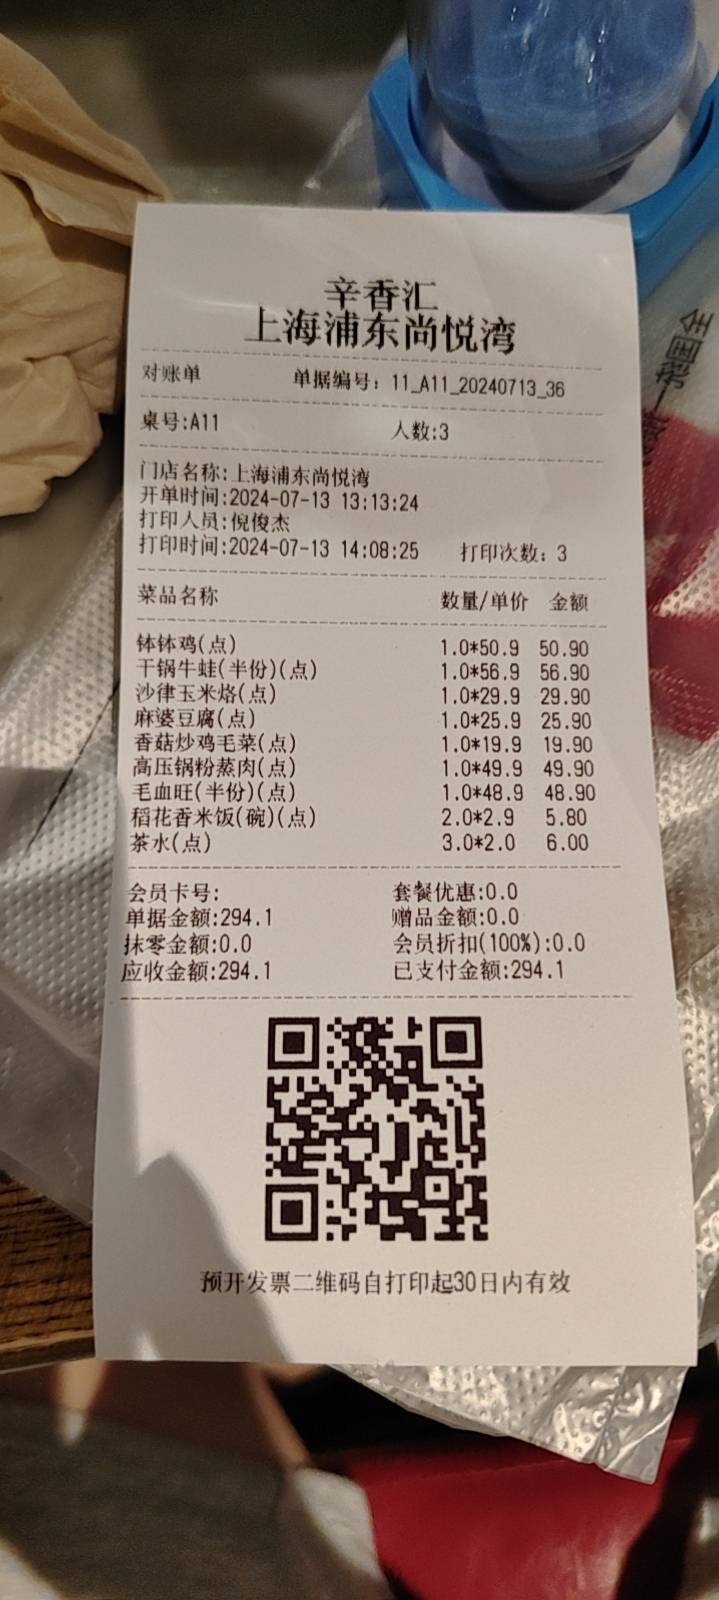 辛香汇
上海浦东尚悦湾
对账单 单据编号：11_A11_20240713_36
桌号:A11 人数:3
门店名称:上海浦东尚悦湾
开单时间:2024-07-13 13:13:24
打印人员:倪俊杰
打印时间:2024-07-13 14:08:25 打印次数：3
菜品名称 数量/单价 金额
钵钵鸡(点) 1.0*50.9 50.90
干锅牛蛙(半份)(点) 1.0*56.9 56.90
沙律玉米烙(点) 1.0*29.9 29.90
麻婆豆腐(点) 1.0*25.9 25.90
香菇炒鸡毛菜(点) 1.0*19.9 19.90
高压锅粉蒸肉(点) 1.0*49.9 49.90
毛血旺(半份)(点) 1.0*48.9 48.90
稻花香米饭(碗)(点) 2.0*2.9 5.80
茶水(点) 3.0*2.0 6.00
会员卡号: 套餐优惠:0.0
单据金额:294.1 赠品金额:0.0
抹零金额:0.0 会员折扣(100%):0.0
应收金额:294.1 已支付金额:294.1
预开发票二维码自打印起30日内有效